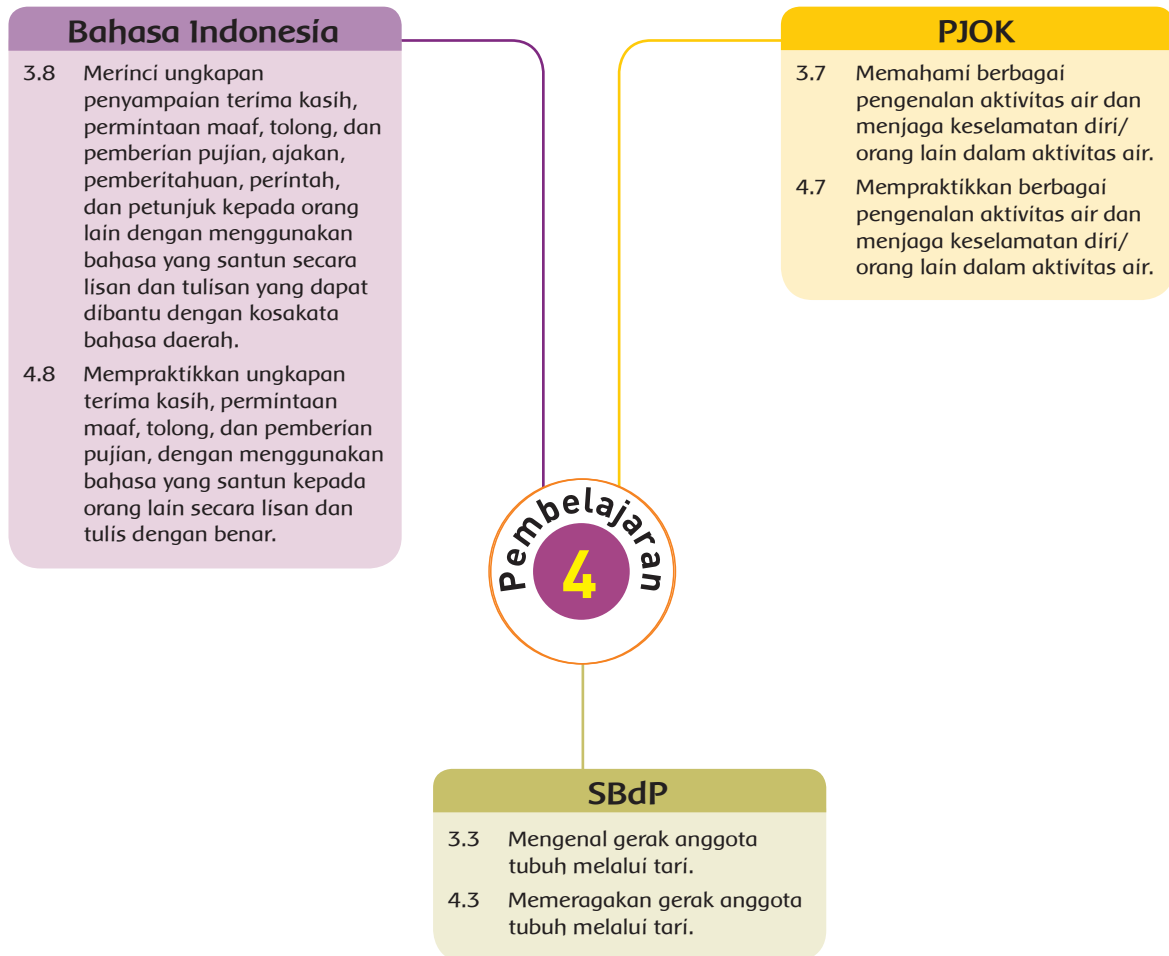 Bahasa Indonesia
3.8 Merinci ungkapan
penyampaian terima kasih,
permintaan maaf, tolong, dan
pemberian pujian, ajakan,
pemberitahuan, perintah,
dan petunjuk kepada orang
lain dengan menggunakan
bahasa yang santun secara
lisan dan tulisan yang dapat
dibantu dengan kosakata
bahasa daerah.
4.8 Mempraktikkan ungkapan
terima kasih, permintaan
maaf, tolong, dan pemberian
pujian, dengan menggunakan
bahasa yang santun kepada
orang lain secara lisan dan
tulis dengan benar.
PJOK
3.7 Memahami berbagai
pengenalan aktivitas air dan
menjaga keselamatan diri/
orang lain dalam aktivitas air.
4.7 Mempraktikkan berbagai
pengenalan aktivitas air dan
menjaga keselamatan diri/
orang lain dalam aktivitas air.
Pembelajaran
4
SBdP
3.3 Mengenal gerak anggota
tubuh melalui tari.
4.3 Memeragakan gerak anggota
tubuh melalui tari.